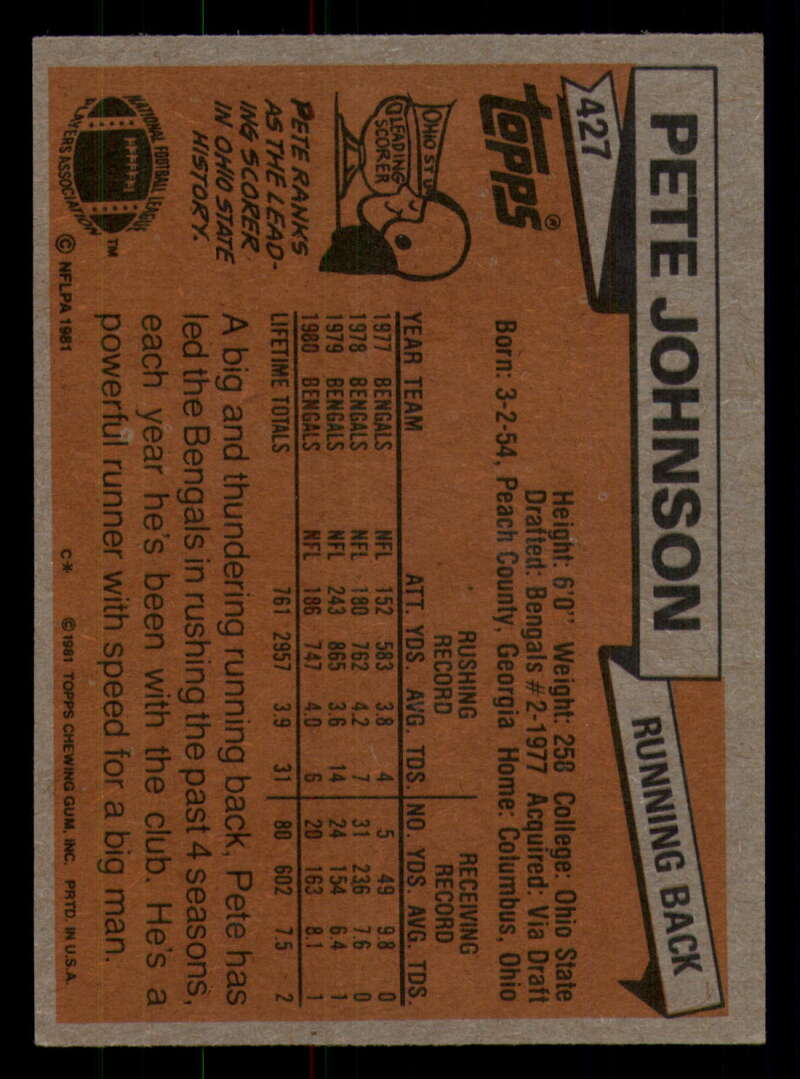 PETE JOHNSON
RUNNING BACK
427
topps®
Height: 6'0" Weight: 258 College: Ohio State
Drafted: Bengals #2-1977 Acquired: Via Draft
Born: 3-2-54, Peach County, Georgia Home: Columbus, Ohio
RUSHING RECORD RECEIVING RECORD
YEAR TEAM ATT. YDS. AVG. TDS. NO. YDS. AVG. TDS.
1977 BENGALS NFL 152 583 3.8 4 5 49 9.8 0
1978 BENGALS NFL 180 762 4.2 7 31 236 7.6 0
1979 BENGALS NFL 243 865 3.6 14 24 154 6.4 1
1980 BENGALS NFL 186 747 4.0 6 20 163 8.1 1
LIFETIME TOTALS 761 2957 3.9 31 80 602 7.5 2
OHIO ST U
LEADING
SCORER
PETE RANKS
AS THE LEAD-
ING SCORER
IN OHIO STATE
HISTORY.
A big and thundering running back, Pete has
led the Bengals in rushing the past 4 seasons,
each year he's been with the club. He's a
powerful runner with speed for a big man.
NATIONAL FOOTBALL LEAGUE
PLAYERS ASSOCIATION
™
© NFLPA 1981
C*
©1981 TOPPS CHEWING GUM, INC. PRTD. IN U.S.A.